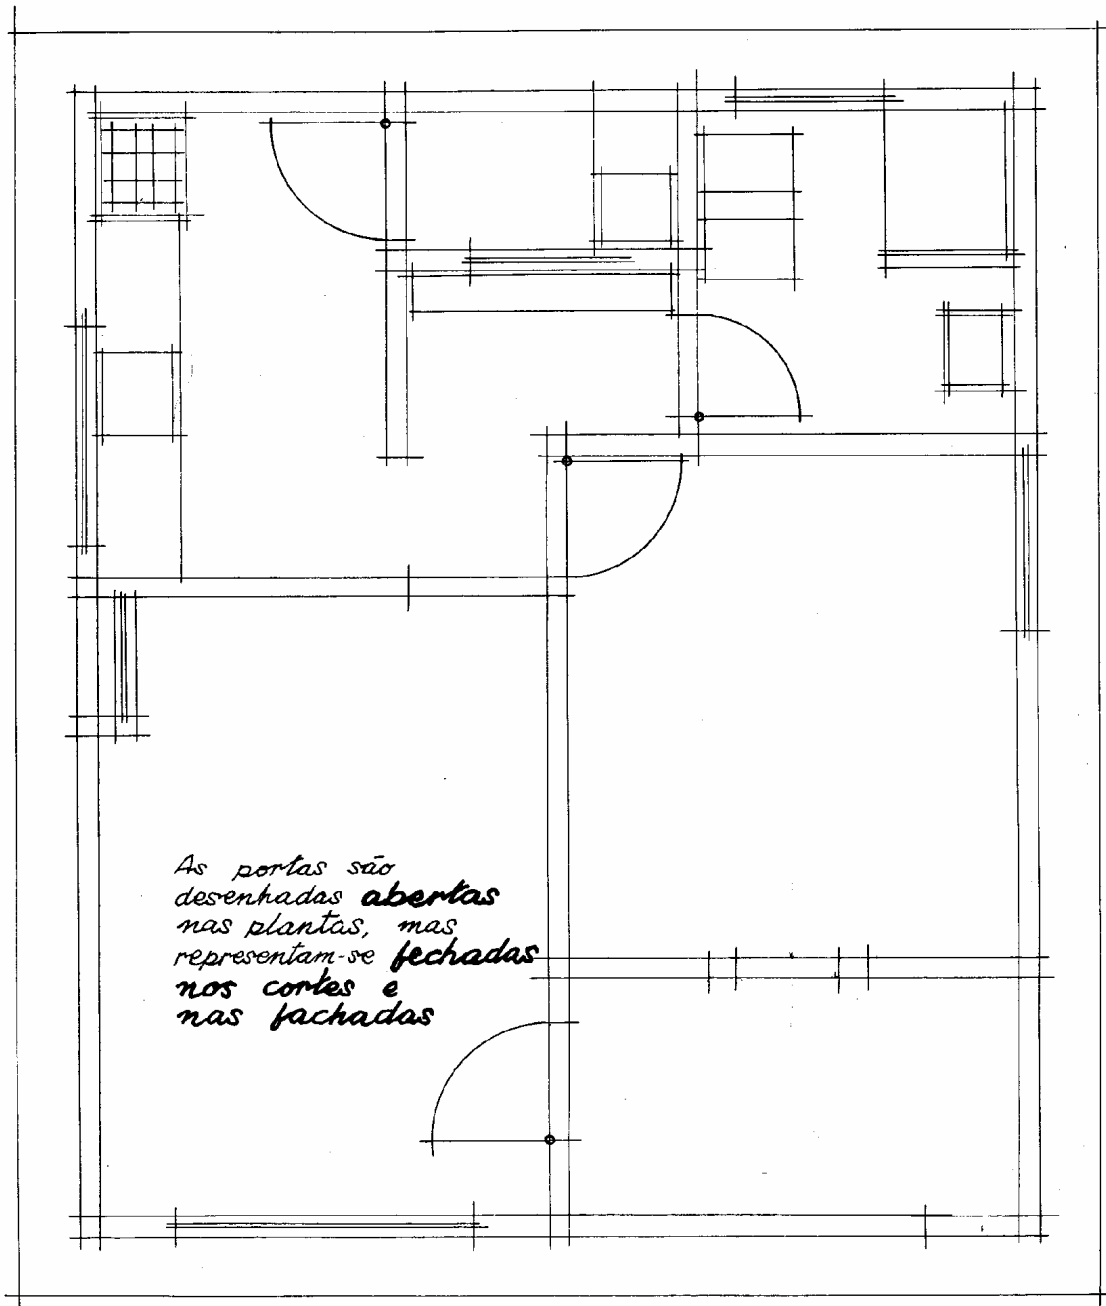 As portas são
desenhadas abertas
nas plantas, mas
representam-se fechadas
nos cortes e
nas fachadas